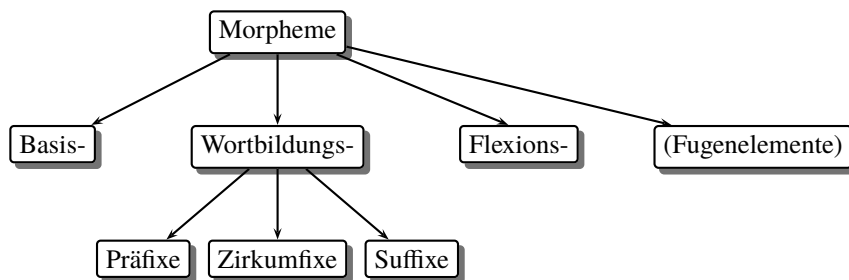 Morpheme
Basis-
Wortbildungs-
Flexions-
(Fugenelemente)
Präfixe
Zirkumfixe
Suffixe